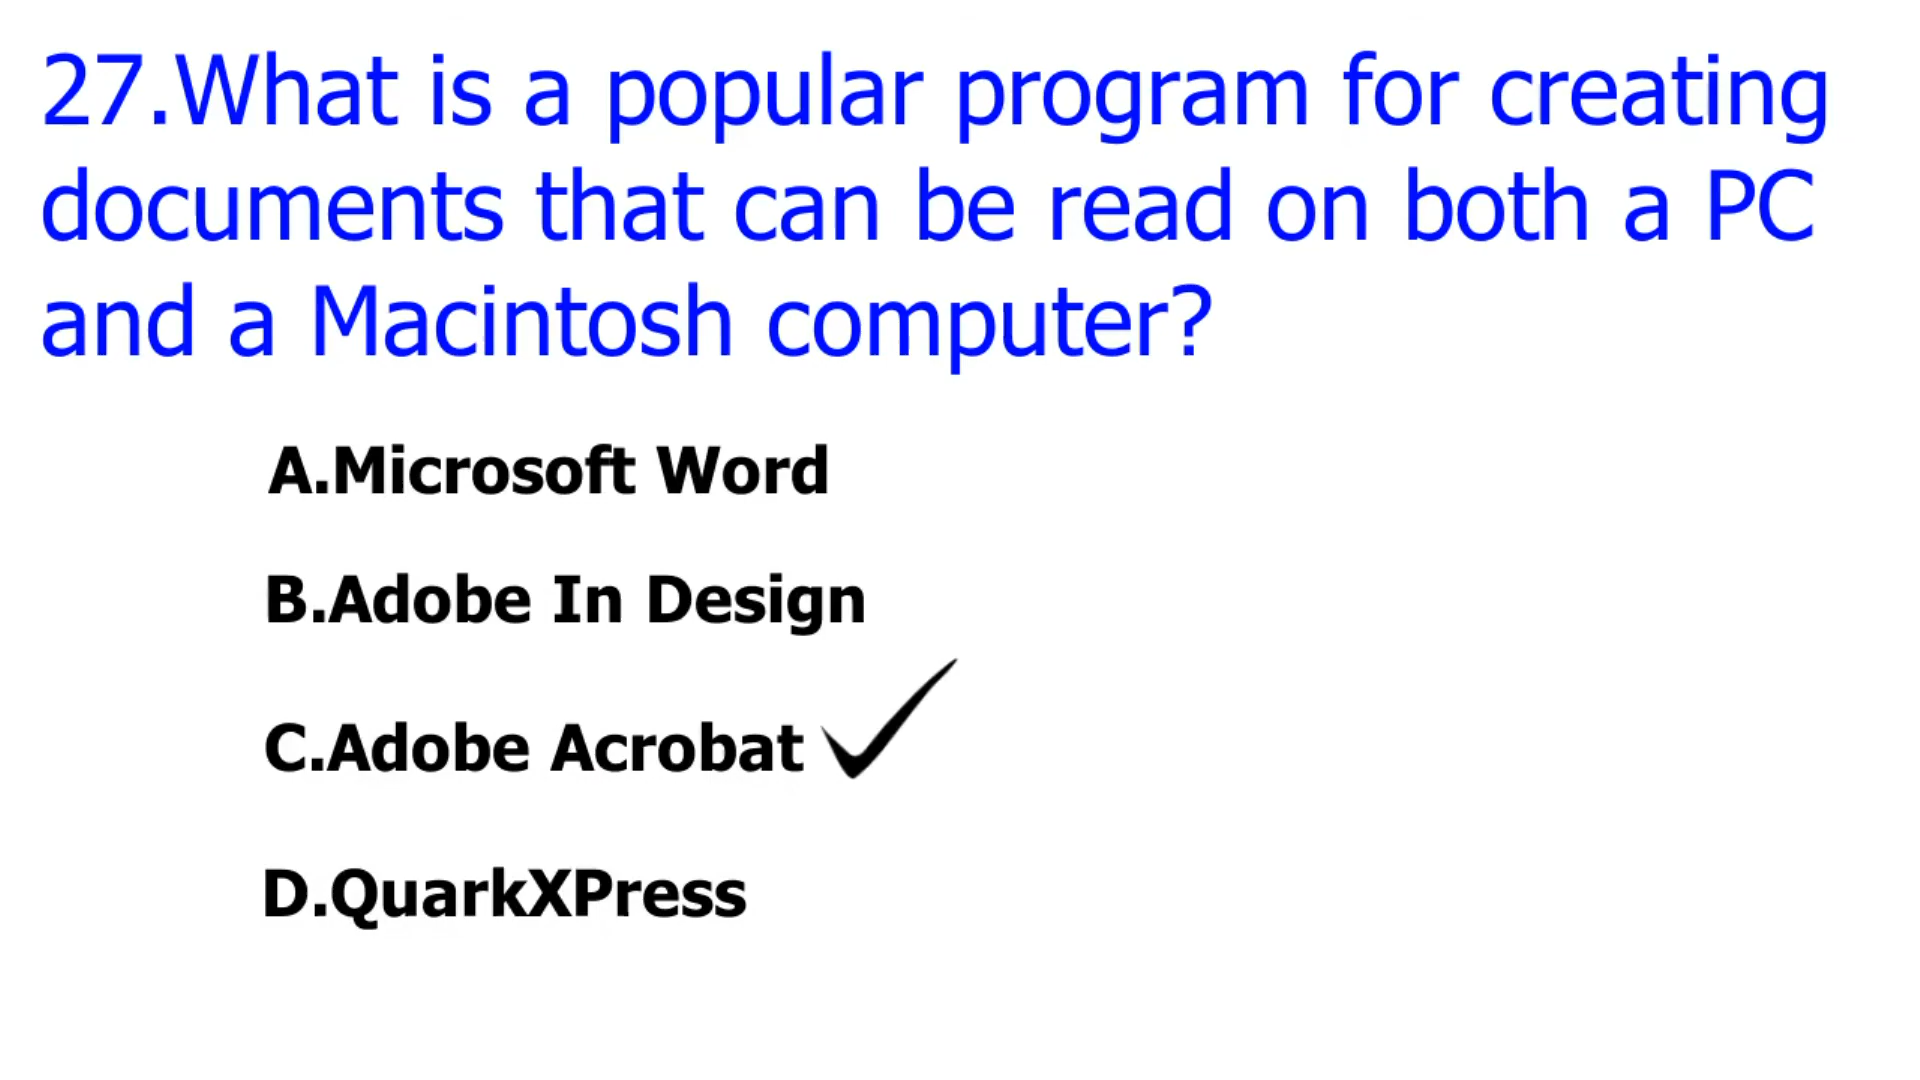 27.What is a popular program for creating
documents that can be read on both a PC
and a Macintosh computer?
A.Microsoft Word
B.Adobe In Design
C.Adobe Acrobat
D.QuarkXPress